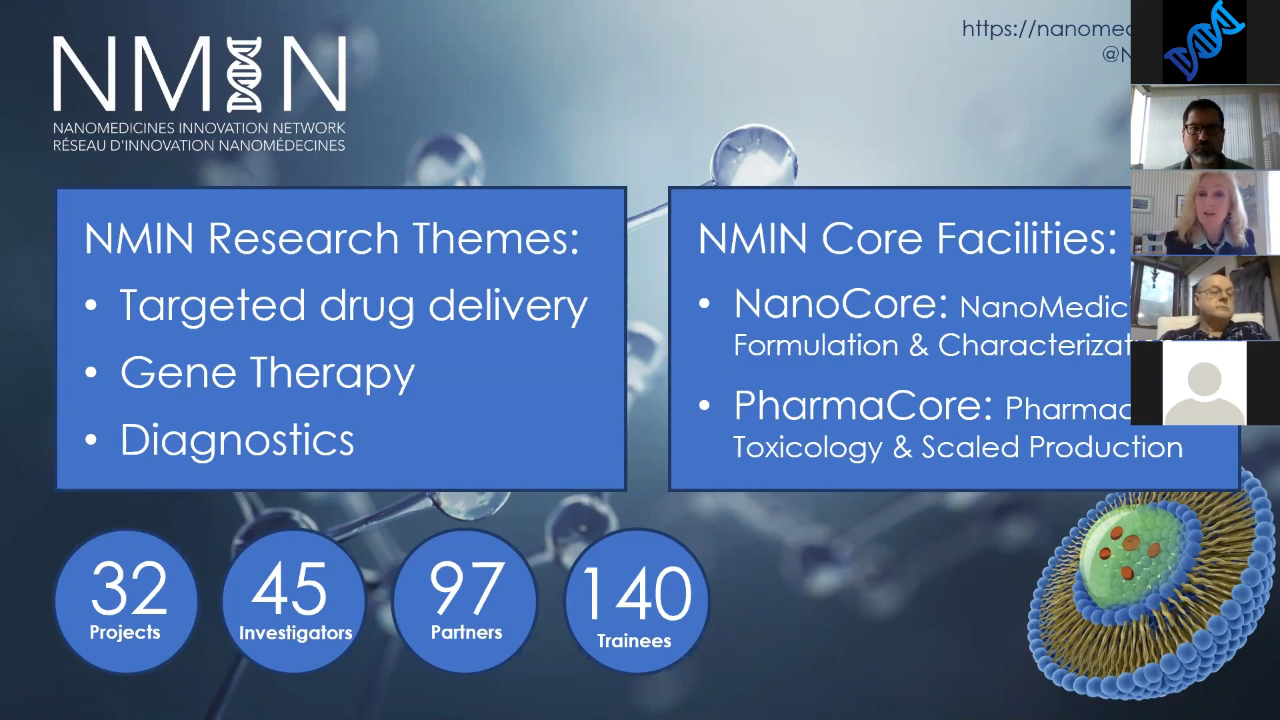 https://nanomed
NMIN
NANOMEDICINES INNOVATION NETWORK
RÉSEAU D'INNOVATION NANOMÉDECINES
NMIN Research Themes:
• Targeted drug delivery
• Gene Therapy
• Diagnostics
NMIN Core Facilities:
• NanoCore: NanoMedic
Formulation & Characterizat
• PharmaCore: Pharmac
Toxicology & Scaled Production
32
Projects
45
Investigators
97
Partners
140
Trainees